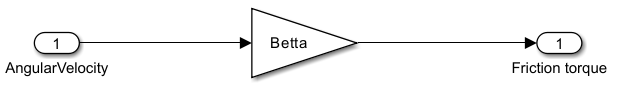 1
Betta
1
AngularVelocity
Friction torque